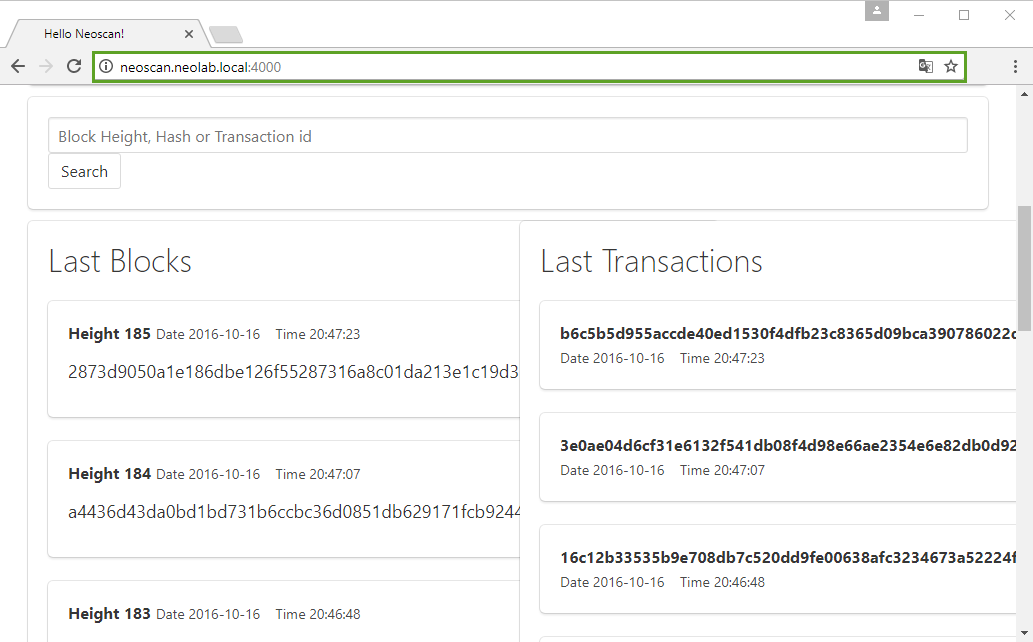 Hello Neoscan!
neoscan.neolab.local:4000
Block Height, Hash or Transaction id
Search
Last Blocks
Height 185 Date 2016-10-16 Time 20:47:23
2873d9050a1e186dbe126f55287316a8c01da213e1c19d3
Height 184 Date 2016-10-16 Time 20:47:07
a4436d43da0bd1bd731b6ccbc36d0851db629171fcb9244
Height 183 Date 2016-10-16 Time 20:46:48
Last Transactions
b6c5b5d955accde40ed1530f4dfb23c8365d09bca390786022c
Date 2016-10-16 Time 20:47:23
3e0ae04d6cf31e6132f541db08f4d98e66ae2354e6e82db0d92
Date 2016-10-16 Time 20:47:07
16c12b33535b9e708db7c520dd9fe00638afc3234673a52224f
Date 2016-10-16 Time 20:46:48